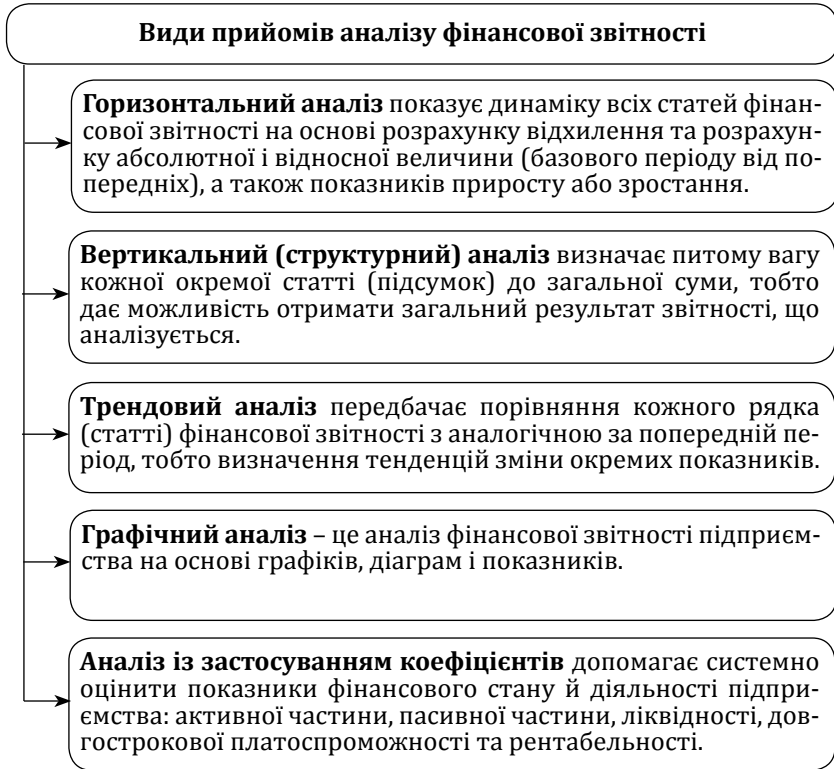 Види прийомів аналізу фінансової звітності
Горизонтальний аналіз показує динаміку всіх статей фінан-
сової звітності на основі розрахунку відхилення та розрахун-
ку абсолютної і відносної величини (базового періоду від по-
передніх), а також показників приросту або зростання.
Вертикальний (структурний) аналіз визначає питому вагу
кожної окремої статті (підсумок) до загальної суми, тобто
дає можливість отримати загальний результат звітності, що
аналізується.
Трендовий аналіз передбачає порівняння кожного рядка
(статті) фінансової звітності з аналогічною за попередній пе-
ріод, тобто визначення тенденцій зміни окремих показників.
Графічний аналіз – це аналіз фінансової звітності підприєм-
ства на основі графіків, діаграм і показників.
Аналіз із застосуванням коефіцієнтів допомагає системно
оцінити показники фінансового стану й діяльності підпри-
ємства: активної частини, пасивної частини, ліквідності, дов-
гострокової платоспроможності та рентабельності.